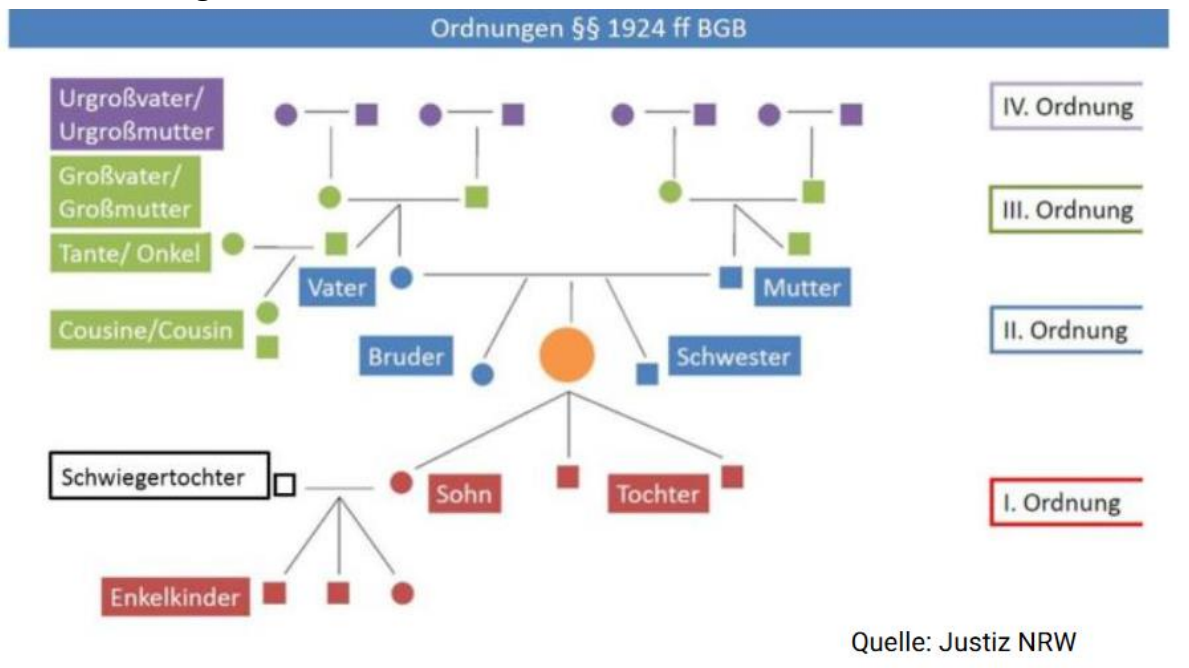 Ordnungen §§ 1924 ff BGB
Urgroßvater/
Urgroßmutter
IV. Ordnung
Großvater/
Großmutter
III. Ordnung
Tante/ Onkel
Vater
Mutter
Cousine/Cousin
II. Ordnung
Bruder
Schwester
Schwiegertochter
Sohn
Tochter
I. Ordnung
Enkelkinder
Quelle: Justiz NRW